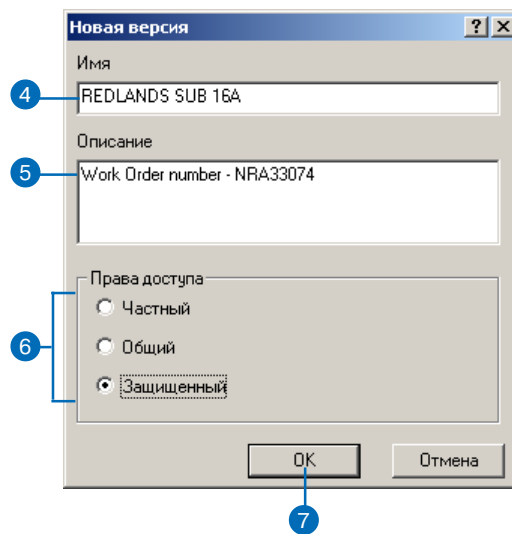 Новая версия
Имя
4
REDLANDS SUB 16A
Описание
5
Work Order number - NRA33074
Права доступа
6
Частный
Общий
Защищенный
OK
Отмена
7